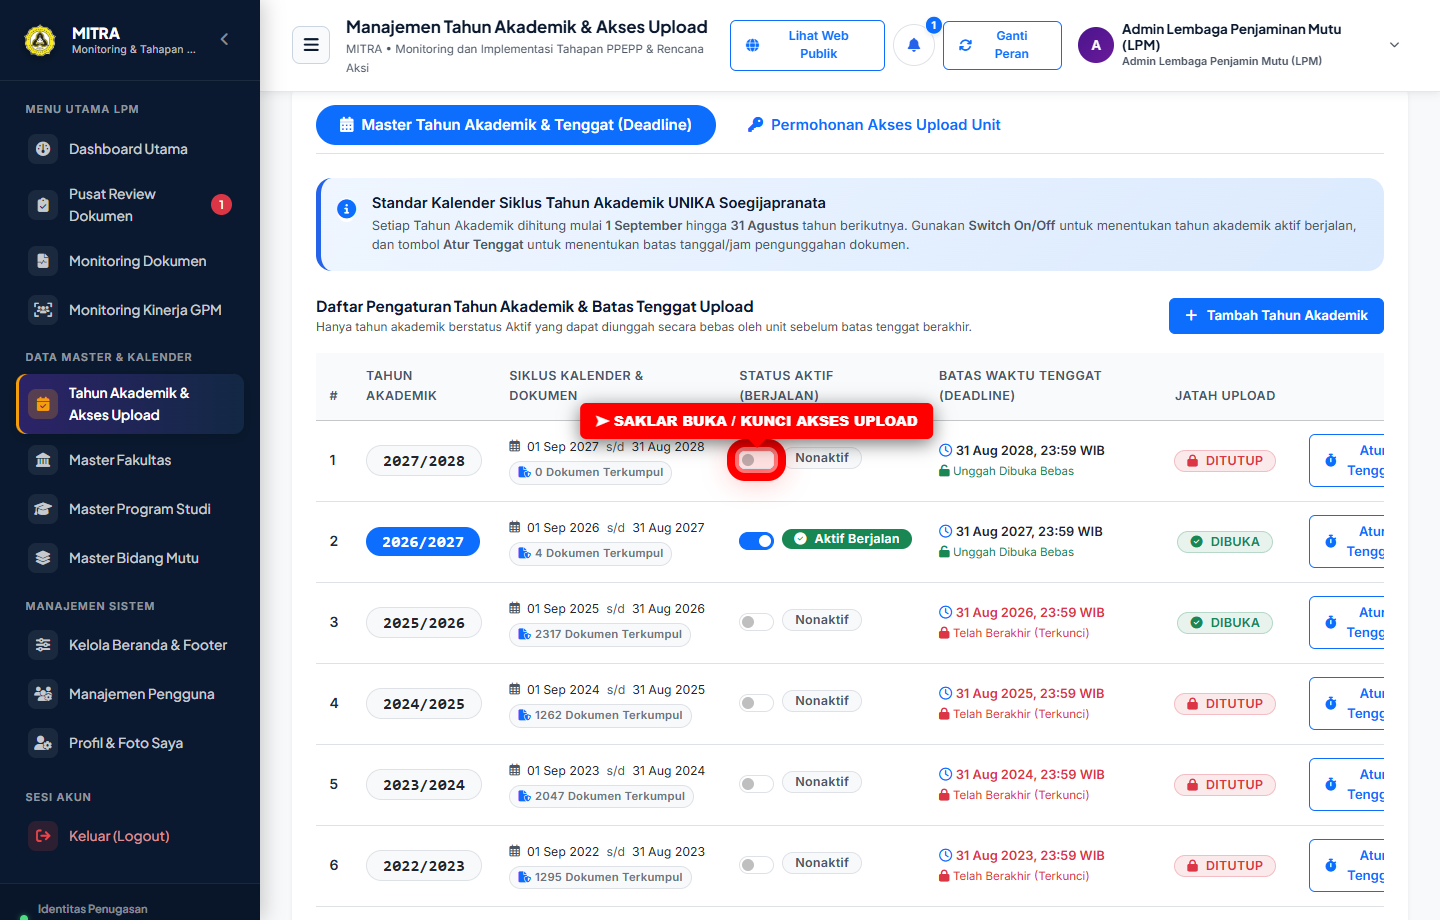 MITRA
Monitoring & Tahapan ...
MENU UTAMA LPM
Dashboard Utama
Pusat Review
Dokumen
1
Monitoring Dokumen
Monitoring Kinerja GPM
DATA MASTER & KALENDER
Tahun Akademik &
Akses Upload
Master Fakultas
Master Program Studi
Master Bidang Mutu
MANAJEMEN SISTEM
Kelola Beranda & Footer
Manajemen Pengguna
Profil & Foto Saya
SESI AKUN
Keluar (Logout)
Identitas Penugasan
Manajemen Tahun Akademik & Akses Upload
MITRA • Monitoring dan Implementasi Tahapan PPEPP & Rencana
Aksi
Lihat Web
Publik
1
Ganti
Peran
A
Admin Lembaga Penjaminan Mutu
(LPM)
Admin Lembaga Penjamin Mutu (LPM)
Master Tahun Akademik & Tenggat (Deadline)
Permohonan Akses Upload Unit
Standar Kalender Siklus Tahun Akademik UNIKA Soegijapranata
Setiap Tahun Akademik dihitung mulai 1 September hingga 31 Agustus tahun berikutnya. Gunakan Switch On/Off untuk menentukan tahun akademik aktif berjalan,
dan tombol Atur Tenggat untuk menentukan batas tanggal/jam pengunggahan dokumen.
Daftar Pengaturan Tahun Akademik & Batas Tenggat Upload
Hanya tahun akademik berstatus Aktif yang dapat diunggah secara bebas oleh unit sebelum batas tenggat berakhir.
Tambah Tahun Akademik
#
TAHUN
AKADEMIK
SIKLUS KALENDER &
DOKUMEN
STATUS AKTIF
(BERJALAN)
BATAS WAKTU TENGGAT
(DEADLINE)
JATAH UPLOAD
➤ SAKLAR BUKA / KUNCI AKSES UPLOAD
1
2027/2028
01 Sep 2027 s/d 31 Aug 2028
0 Dokumen Terkumpul
Nonaktif
31 Aug 2028, 23:59 WIB
Unggah Dibuka Bebas
DITUTUP
Atur
Tengg
2
2026/2027
01 Sep 2026 s/d 31 Aug 2027
4 Dokumen Terkumpul
Aktif Berjalan
31 Aug 2027, 23:59 WIB
Unggah Dibuka Bebas
DIBUKA
Atur
Tengg
3
2025/2026
01 Sep 2025 s/d 31 Aug 2026
2317 Dokumen Terkumpul
Nonaktif
31 Aug 2026, 23:59 WIB
Telah Berakhir (Terkunci)
DIBUKA
Atur
Tengg
4
2024/2025
01 Sep 2024 s/d 31 Aug 2025
1262 Dokumen Terkumpul
Nonaktif
31 Aug 2025, 23:59 WIB
Telah Berakhir (Terkunci)
DITUTUP
Atur
Tengg
5
2023/2024
01 Sep 2023 s/d 31 Aug 2024
2047 Dokumen Terkumpul
Nonaktif
31 Aug 2024, 23:59 WIB
Telah Berakhir (Terkunci)
DITUTUP
Atur
Tengg
6
2022/2023
01 Sep 2022 s/d 31 Aug 2023
1295 Dokumen Terkumpul
Nonaktif
31 Aug 2023, 23:59 WIB
Telah Berakhir (Terkunci)
DITUTUP
Atur
Tengg